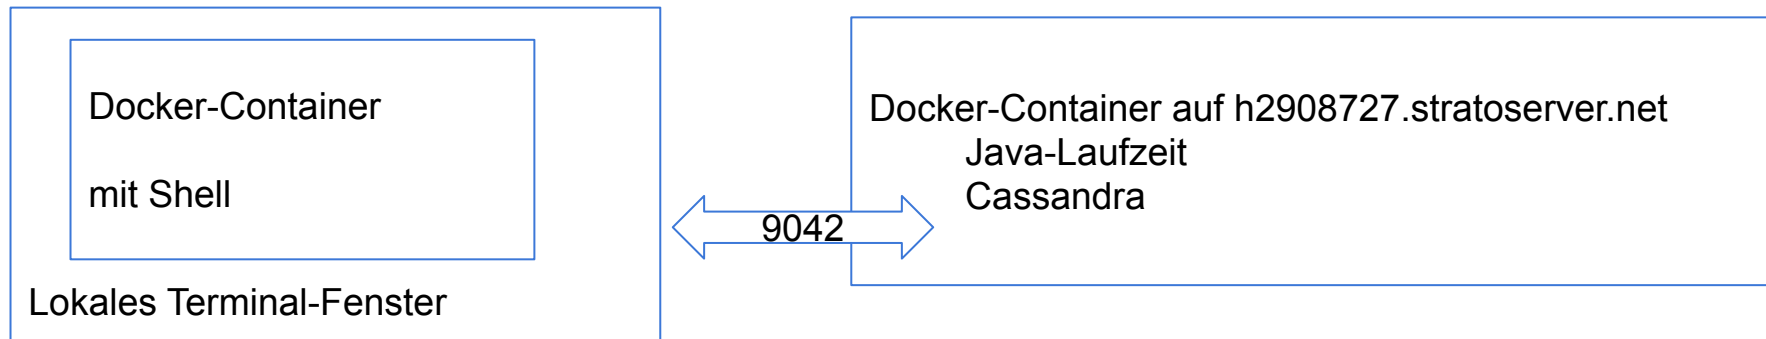 Docker-Container
mit Shell
Lokales Terminal-Fenster
9042
Docker-Container auf h2908727.stratoserver.net
Java-Laufzeit
Cassandra